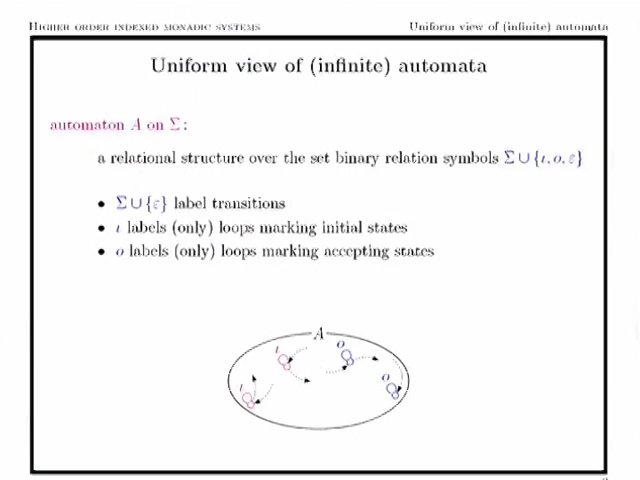 Higher order indexed monadic systems
Uniform view of (infinite) automata
Uniform view of (infinite) automata
automaton A on Σ:
a relational structure over the set binary relation symbols Σ ∪ {ι, o, ε}
• Σ ∪ {ε} label transitions
• ι labels (only) loops marking initial states
• o labels (only) loops marking accepting states
A
ι
o
o
ι